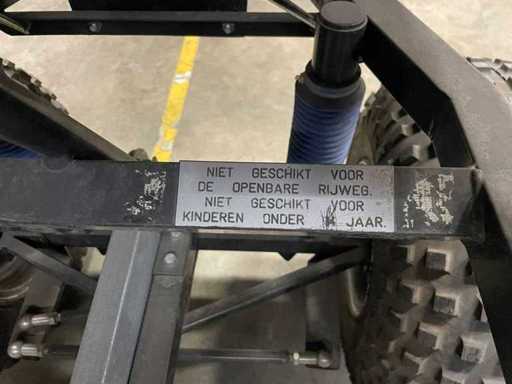 NIET GESCHIKT VOOR
DE OPENBARE RIJWEG.
NIET GESCHIKT VOOR
KINDEREN ONDER JAAR.